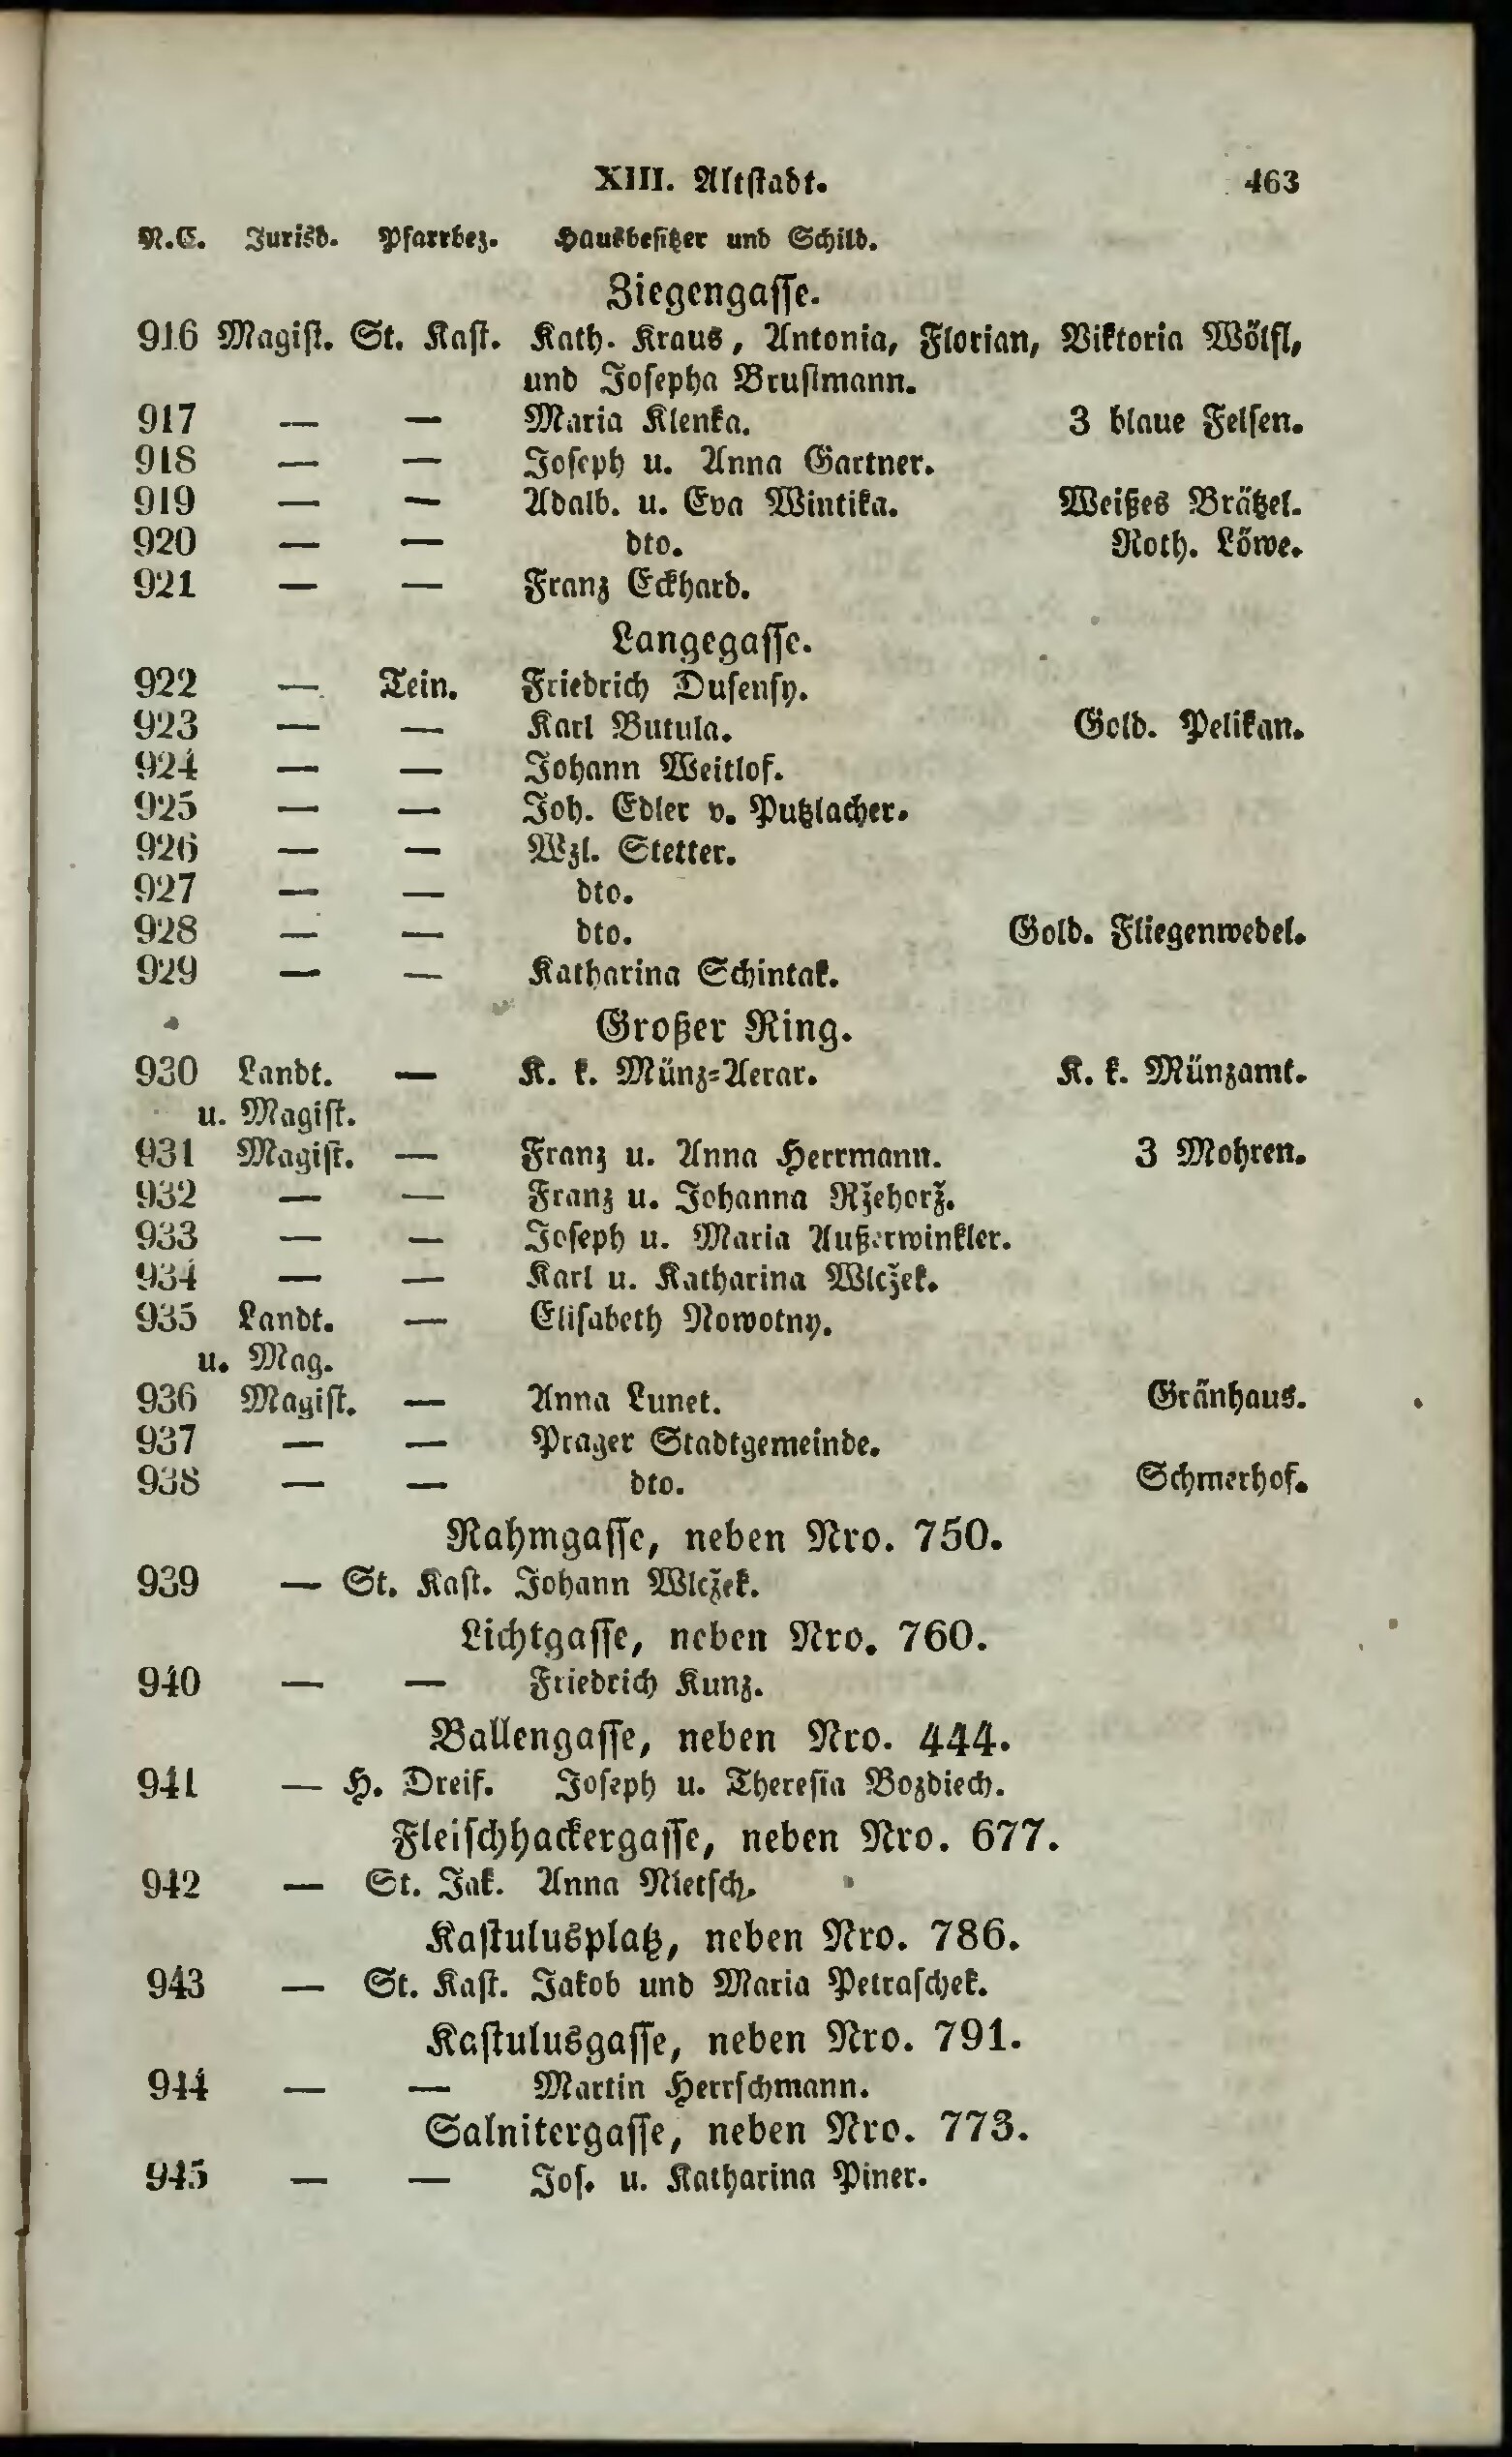 XIII. Altstadt. 463
N.C. Jurisd. Pfarrbez. Hausbesitzer und Schild.
Ziegengasse.
916 Magist. St. Kast. Kath. Kraus, Antonia, Florian, Viktoria Wölfl,
und Josepha Brustmann.
917 — — Maria Klenka. 3 blaue Felsen.
918 — — Joseph u. Anna Gartner.
919 — — Adalb. u. Eva Wintika. Weißes Brätzel.
920 — — dto. Roth. Löwe.
921 — — Franz Eckhard.
Langegasse.
922 — Tein. Friedrich Dusensy.
923 — — Karl Butula. Gold. Pelikan.
924 — — Johann Weitlof.
925 — — Joh. Edler v. Putzlacher.
926 — — Wzl. Stetter.
927 — — dto.
928 — — dto. Gold. Fliegenwedel.
929 — — Katharina Schintak.
Großer Ring.
930 Landt. — K. k. Münz-Aerar. K. k. Münzamt.
u. Magist.
931 Magist. — Franz u. Anna Herrmann. 3 Mohren.
932 — — Franz u. Johanna Ržehorž.
933 — — Joseph u. Maria Außerwinkler.
934 — — Karl u. Katharina Wlcžek.
935 Landt. — Elisabeth Nowotny.
u. Mag.
936 Magist. — Anna Lunet. Gränhaus.
937 — — Prager Stadtgemeinde.
938 — — dto. Schmerhof.
Rahmgasse, neben Nro. 750.
939 — St. Kast. Johann Wlcžek.
Lichtgasse, neben Nro. 760.
940 — — Friedrich Kunz.
Ballengasse, neben Nro. 444.
941 — H. Dreif. Joseph u. Theresia Bozdiech.
Fleischhackergasse, neben Nro. 677.
942 — St. Jak. Anna Nietsch.
Kastulusplatz, neben Nro. 786.
943 — St. Kast. Jakob und Maria Petraschek.
Kastulusgasse, neben Nro. 791.
944 — — Martin Herrschmann.
Salnitergasse, neben Nro. 773.
945 — — Jos. u. Katharina Piner.